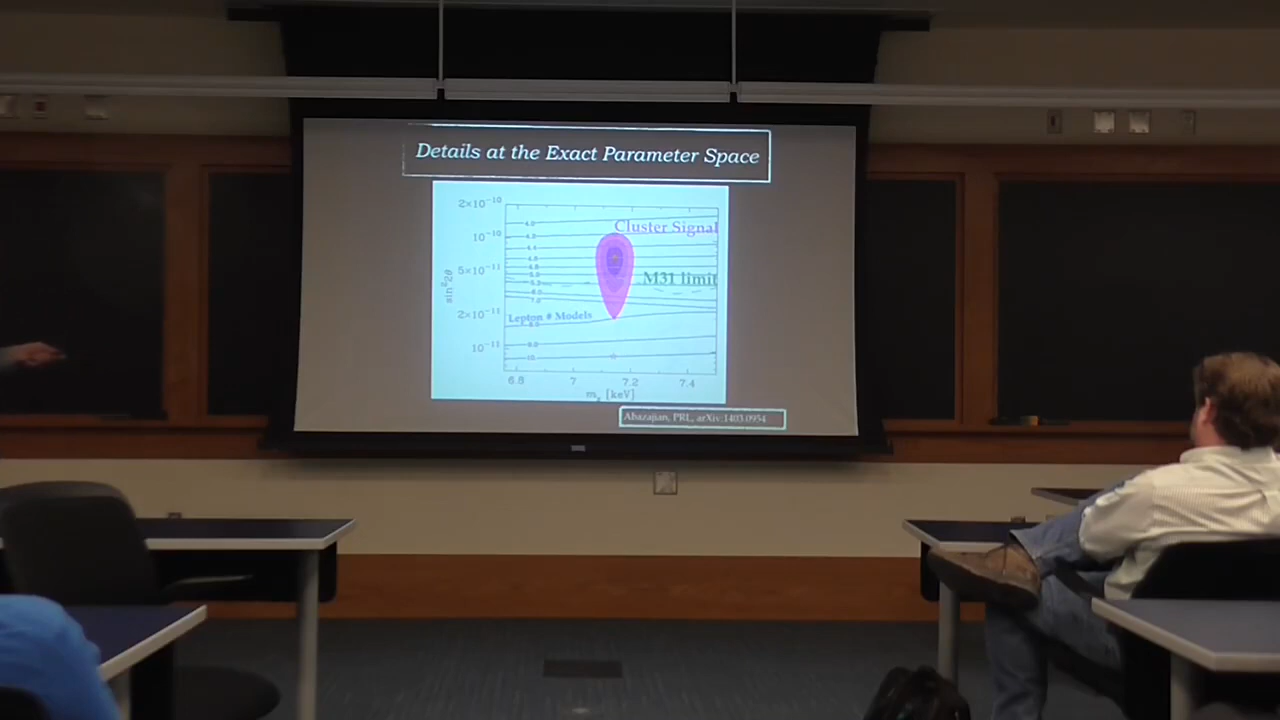 Details at the Exact Parameter Space
2×10⁻¹⁰
10⁻¹⁰
5×10⁻¹¹
2×10⁻¹¹
10⁻¹¹
sin²2θ
Cluster Signal
M31 limit
Lepton # Models
6.8 7 7.2 7.4
[keV]
Abazajian, PRL, arXiv:1403.0954